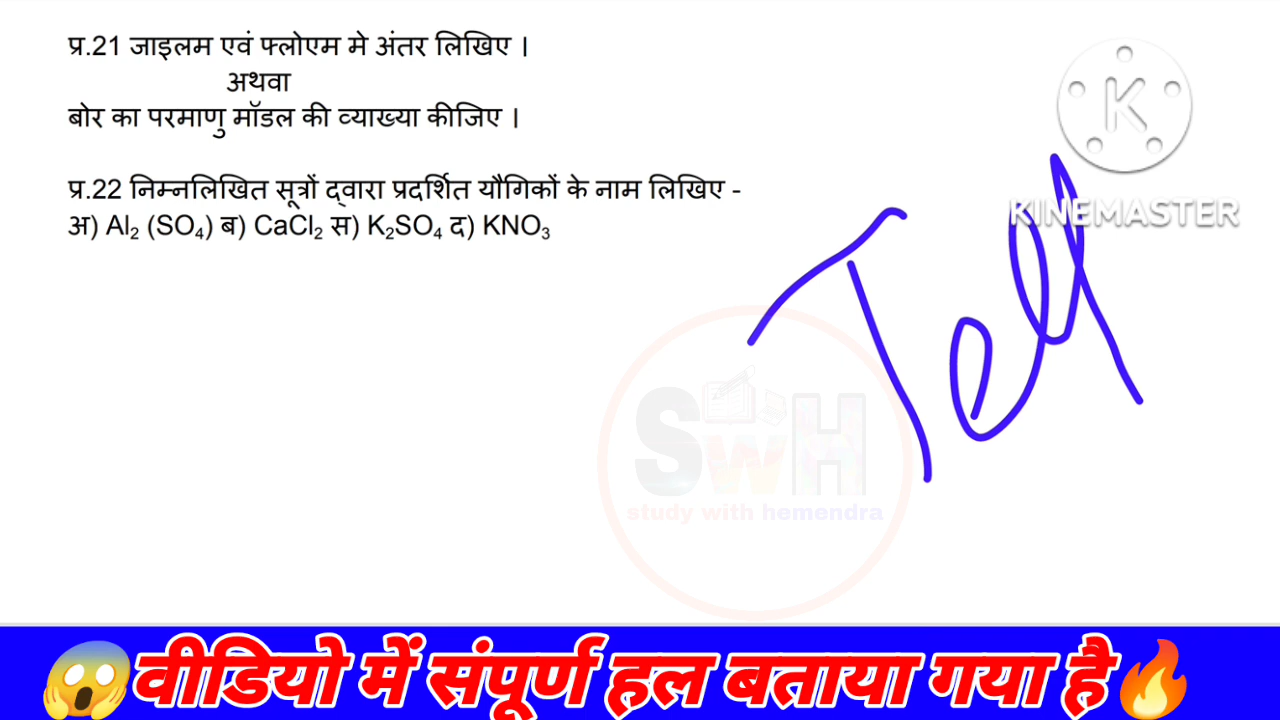 प्र.21 जाइलम एवं फ्लोएम मे अंतर लिखिए ।
अथवा
बोर का परमाणु मॉडल की व्याख्या कीजिए ।
प्र.22 निम्नलिखित सूत्रों द्वारा प्रदर्शित यौगिकों के नाम लिखिए -
अ) Al₂ (SO₄) ब) CaCl₂ स) K₂SO₄ द) KNO₃
K
KINEMASTER
SWH
study with hemendra
😱वीडियो में संपूर्ण हल बताया गया है🔥